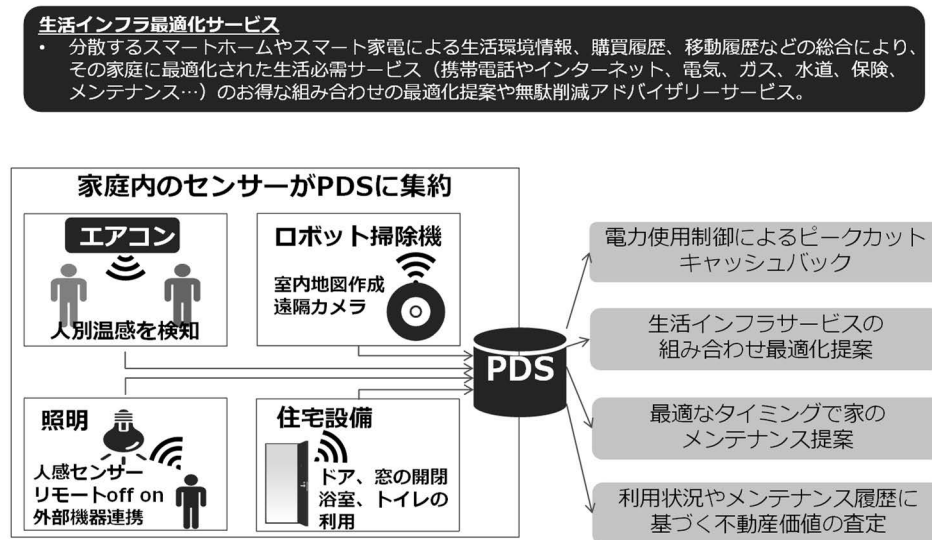 生活インフラ最適化サービス
• 分散するスマートホームやスマート家電による生活環境情報、購買履歴、移動履歴などの総合により、
その家庭に最適化された生活必需サービス（携帯電話やインターネット、電気、ガス、水道、保険、
メンテナンス…）のお得な組み合わせの最適化提案や無駄削減アドバイザリーサービス。
家庭内のセンサーがPDSに集約
エアコン
人別温感を検知
ロボット掃除機
室内地図作成
遠隔カメラ
照明
人感センサー
リモートoff on
外部機器連携
住宅設備
ドア、窓の開閉
浴室、トイレの
利用
PDS
電力使用制御によるピークカット
キャッシュバック
生活インフラサービスの
組み合わせ最適化提案
最適なタイミングで家の
メンテナンス提案
利用状況やメンテナンス履歴に
基づく不動産価値の査定